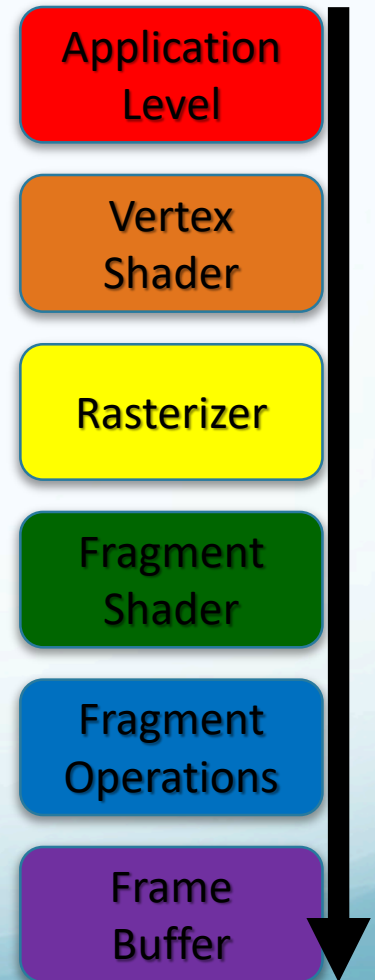 Application
Level
Vertex
Shader
Rasterizer
Fragment
Shader
Fragment
Operations
Frame
Buffer